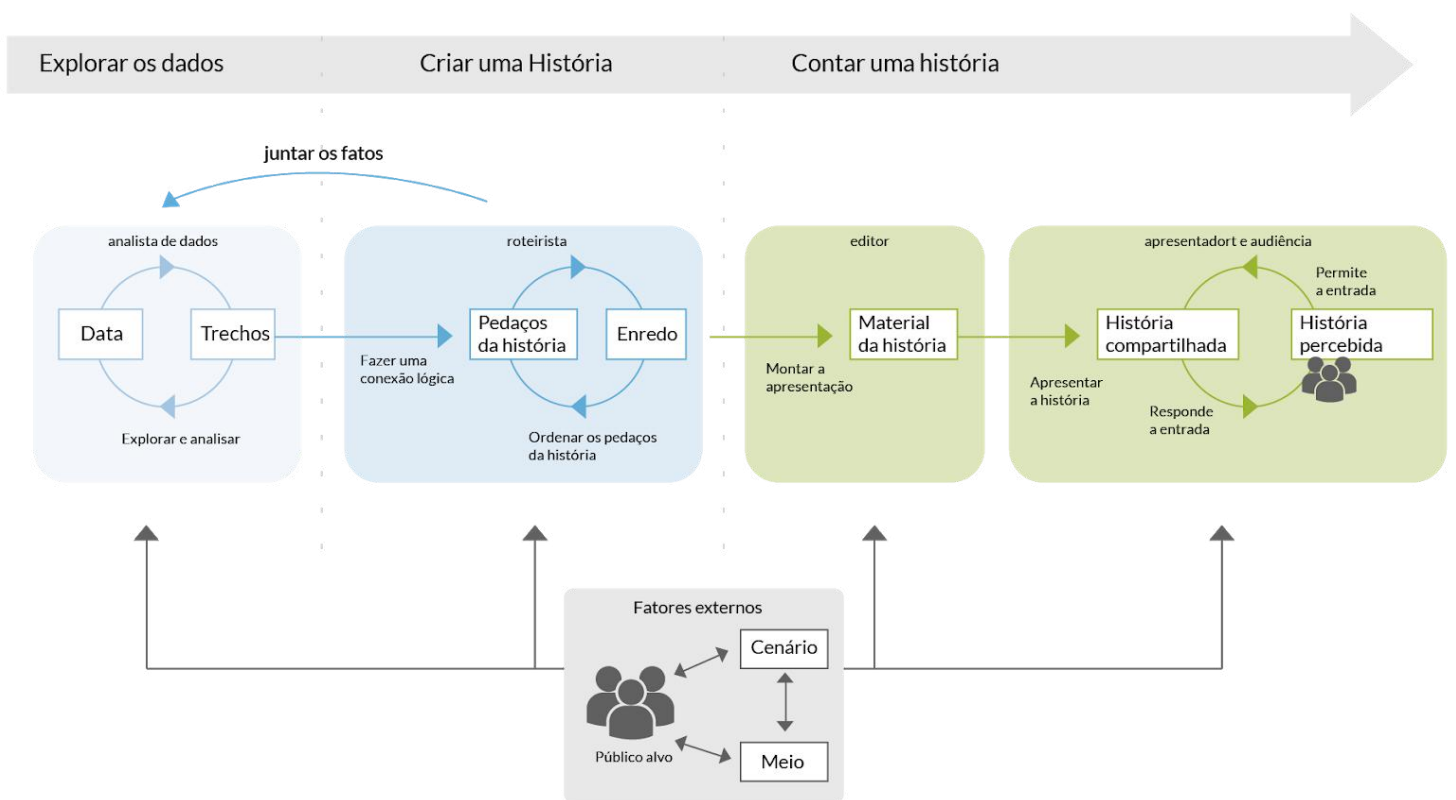 Explorar os dados
Criar uma História
Contar uma história
juntar os fatos
analista de dados
Data
Trechos
Explorar e analisar
Fazer uma
conexão lógica
roteirista
Pedaços
da história
Enredo
Ordenar os pedaços
da história
editor
Montar a
apresentação
Material
da história
apresentadort e audiência
Apresentar
a história
História
compartilhada
Permite
a entrada
História
percebida
Responde
a entrada
Fatores externos
Cenário
Público alvo
Meio